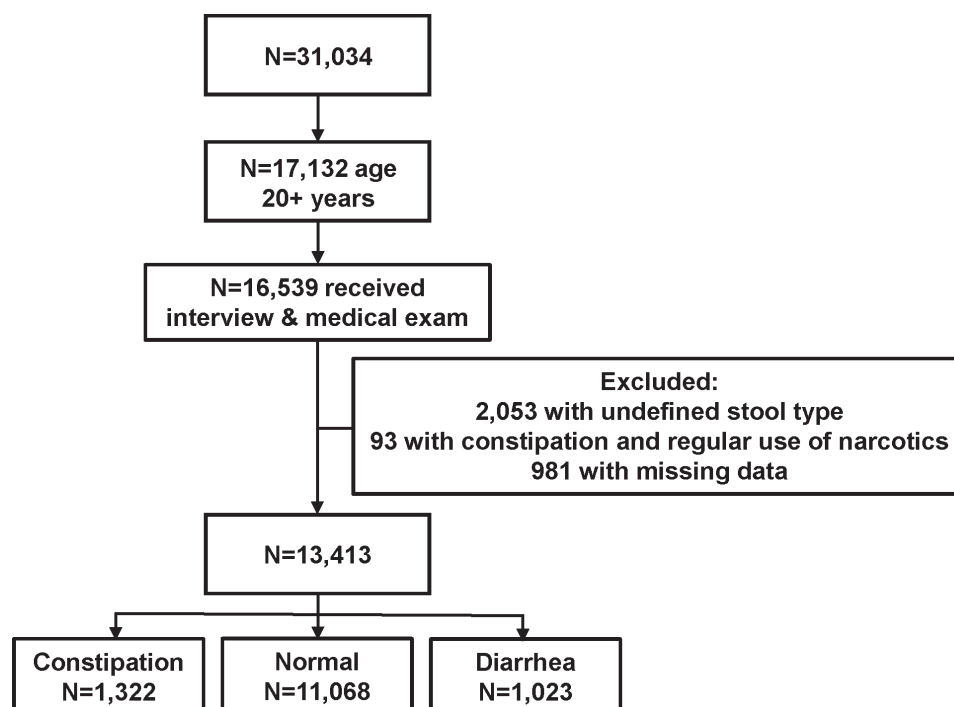 N=31,034
N=17,132 age
20+ years
N=16,539 received
interview & medical exam
Excluded:
2,053 with undefined stool type
93 with constipation and regular use of narcotics
981 with missing data
N=13,413
Constipation
N=1,322
Normal
N=11,068
Diarrhea
N=1,023